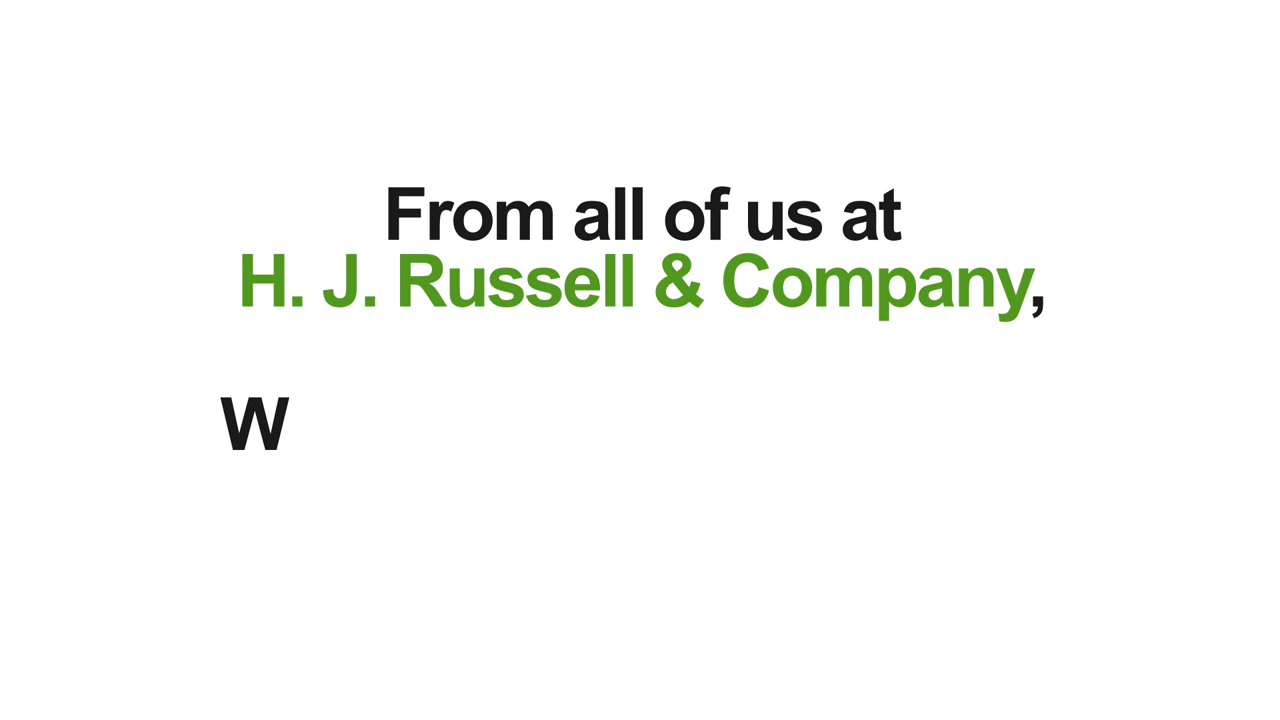 From all of us at
H. J. Russell & Company,
W